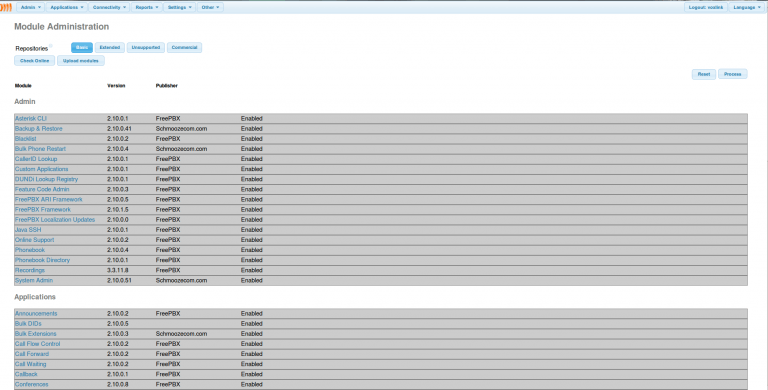 Admin Applications Connectivity Reports Settings Other Logout: voslink Language
Module Administration
Repositories Basic Extended Unsupported Commercial
Check Online Upload modules
Reset Process
Module Version Publisher
Admin
Asterisk CLI 2.10.0.1 FreePBX Enabled
Backup & Restore 2.10.0.41 Schmoozecom.com Enabled
Blacklist 2.10.0.2 FreePBX Enabled
Bulk Phone Restart 2.10.0.4 Schmoozecom.com Enabled
CallerID Lookup 2.10.0.1 FreePBX Enabled
Custom Applications 2.10.0.1 FreePBX Enabled
DUNDi Lookup Registry 2.10.0.1 FreePBX Enabled
Feature Code Admin 2.10.0.3 FreePBX Enabled
FreePBX ARI Framework 2.10.0.5 FreePBX Enabled
FreePBX Framework 2.10.1.5 FreePBX Enabled
FreePBX Localization Updates 2.10.0.0 FreePBX Enabled
Java SSH 2.10.0.1 FreePBX Enabled
Online Support 2.10.0.2 FreePBX Enabled
Phonebook 2.10.0.4 FreePBX Enabled
Phonebook Directory 2.10.0.1 FreePBX Enabled
Recordings 3.3.11.8 FreePBX Enabled
System Admin 2.10.0.51 Schmoozecom.com Enabled
Applications
Announcements 2.10.0.2 FreePBX Enabled
Bulk DIDs 2.10.0.5 Enabled
Bulk Extensions 2.10.0.3 Schmoozecom.com Enabled
Call Flow Control 2.10.0.2 FreePBX Enabled
Call Forward 2.10.0.2 FreePBX Enabled
Call Waiting 2.10.0.2 FreePBX Enabled
Callback 2.10.0.1 FreePBX Enabled
Conferences 2.10.0.8 FreePBX Enabled